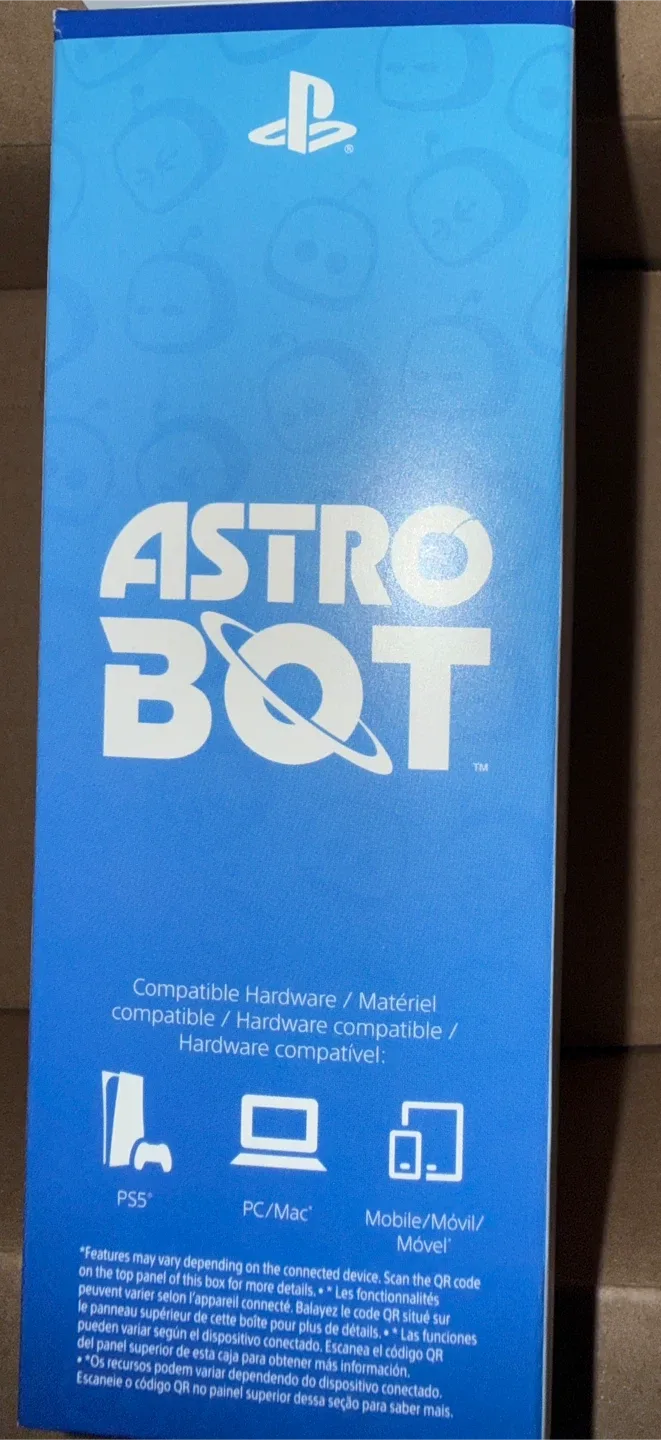 ®
ASTRO
BOT
TM
Compatible Hardware / Matériel
compatible / Hardware compatible /
Hardware compatível:
PS5*
PC/Mac*
Mobile/Móvil/
Móvel*
*Features may vary depending on the connected device. Scan the QR code
on the top panel of this box for more details. • * Les fonctionnalités
peuvent varier selon l'appareil connecté. Balayez le code QR situé sur
le panneau supérieur de cette boîte pour plus de détails. • * Las funciones
pueden variar según el dispositivo conectado. Escanea el código QR
del panel superior de esta caja para obtener más información.
• *Os recursos podem variar dependendo do dispositivo conectado.
Escaneie o código QR no painel superior dessa seção para saber mais.